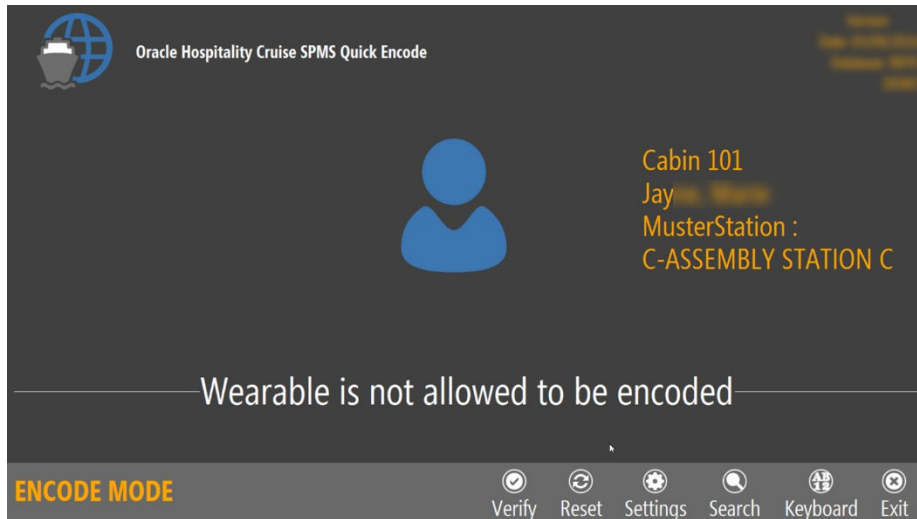 Oracle Hospitality Cruise SPMS Quick Encode
Cabin 101
Jay
MusterStation :
C-ASSEMBLY STATION C
Wearable is not allowed to be encoded
ENCODE MODE
Verify
Reset
Settings
Search
Keyboard
Exit